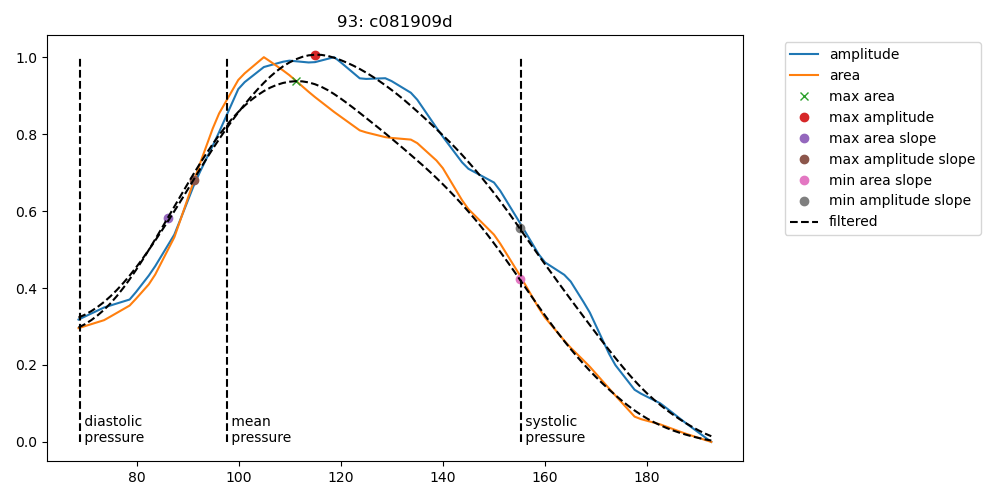 93: c081909d
1.0
0.8
0.6
0.4
0.2
0.0
diastolic
pressure
mean
pressure
systolic
pressure
80
100
120
140
160
180
amplitude
area
max area
max amplitude
max area slope
max amplitude slope
min area slope
min amplitude slope
filtered